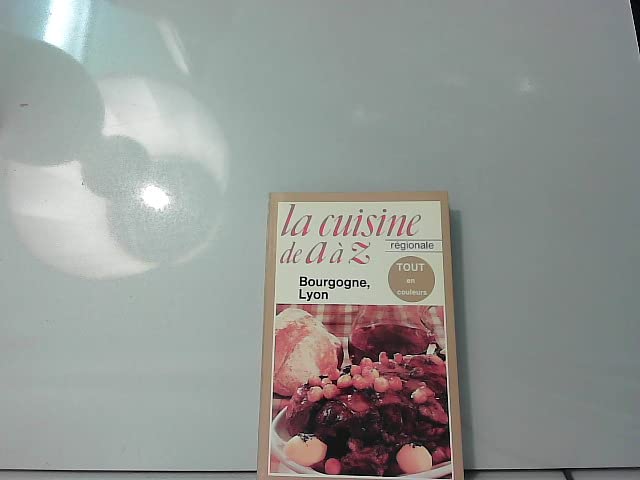 la cuisine
de a à z
régionale
TOUT
en
couleurs
Bourgogne,
Lyon